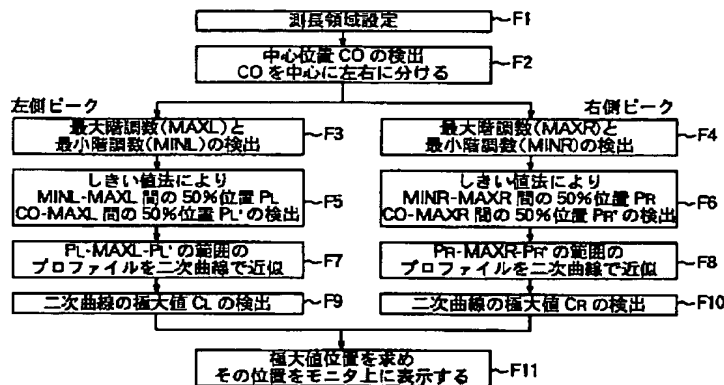 測長領域設定
F1
中心位置 CO の検出
CO を中心に左右に分ける
F2
左側ピーク
最大階調数(MAXL)と
最小階調数(MINL)の検出
F3
右側ピーク
最大階調数(MAXR)と
最小階調数(MINR)の検出
F4
しきい値法により
MINL-MAXL 間の 50%位置 PL
CO-MAXL 間の 50%位置 PL' の検出
F5
しきい値法により
MINR-MAXR 間の 50%位置 PR
CO-MAXR 間の 50%位置 PR' の検出
F6
PL-MAXL-PL' の範囲の
プロファイルを二次曲線で近似
F7
PR-MAXR-PR' の範囲の
プロファイルを二次曲線で近似
F8
二次曲線の極大値 CL の検出
F9
二次曲線の極大値 CR の検出
F10
極大値位置を求め
その位置をモニタ上に表示する
F11